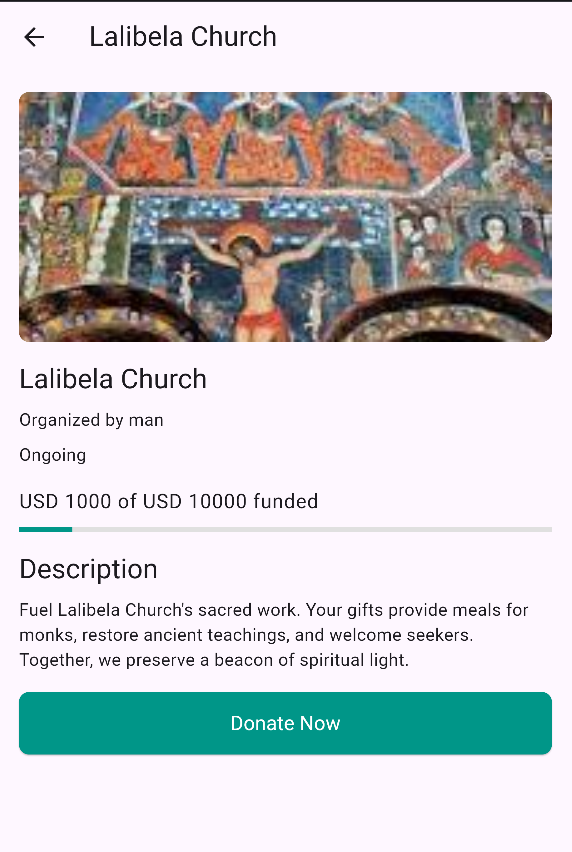 Lalibela Church
Lalibela Church
Organized by man
Ongoing
USD 1000 of USD 10000 funded
Description
Fuel Lalibela Church's sacred work. Your gifts provide meals for
monks, restore ancient teachings, and welcome seekers.
Together, we preserve a beacon of spiritual light.
Donate Now